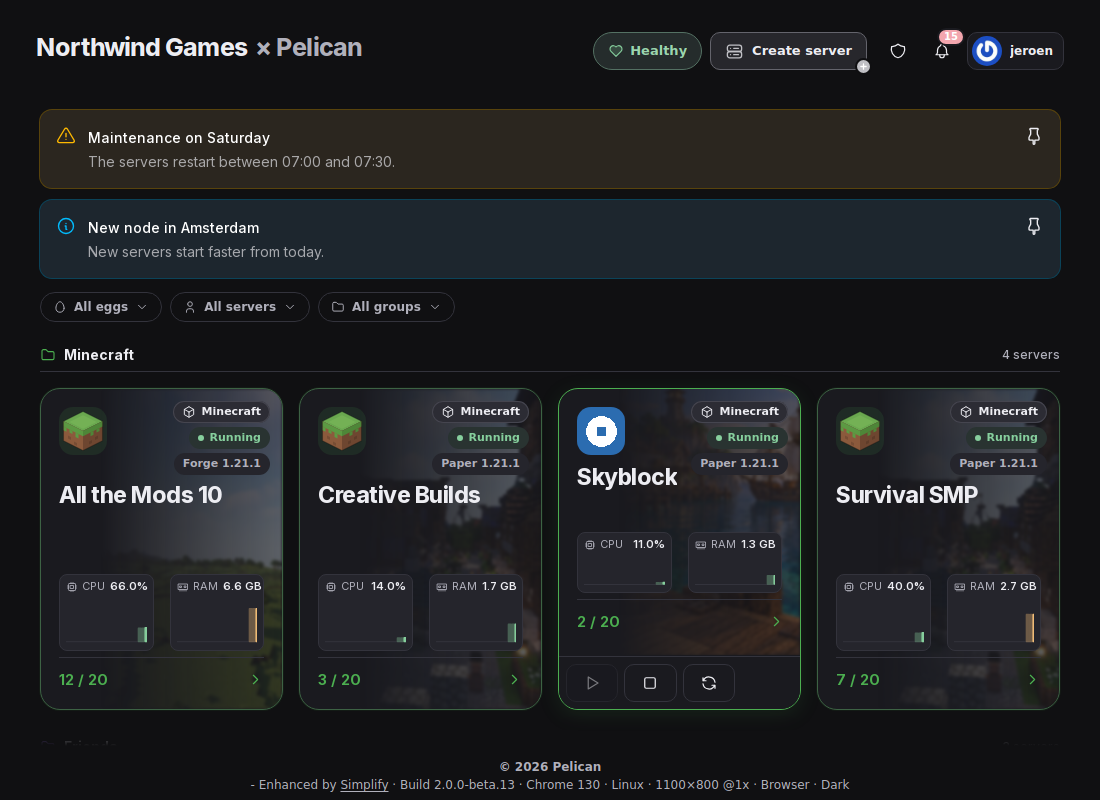 Northwind Games × Pelican
Healthy
Create server
15
jeroen
Maintenance on Saturday
The servers restart between 07:00 and 07:30.
New node in Amsterdam
New servers start faster from today.
All eggs
All servers
All groups
Minecraft
4 servers
Minecraft
Running
Forge 1.21.1
All the Mods 10
CPU 66.0%
RAM 6.6 GB
12 / 20
Minecraft
Running
Paper 1.21.1
Creative Builds
CPU 14.0%
RAM 1.7 GB
3 / 20
Minecraft
Running
Paper 1.21.1
Skyblock
CPU 11.0%
RAM 1.3 GB
2 / 20
Minecraft
Running
Paper 1.21.1
Survival SMP
CPU 40.0%
RAM 2.7 GB
7 / 20
© 2026 Pelican
- Enhanced by Simplify · Build 2.0.0-beta.13 · Chrome 130 · Linux · 1100×800 @1x · Browser · Dark